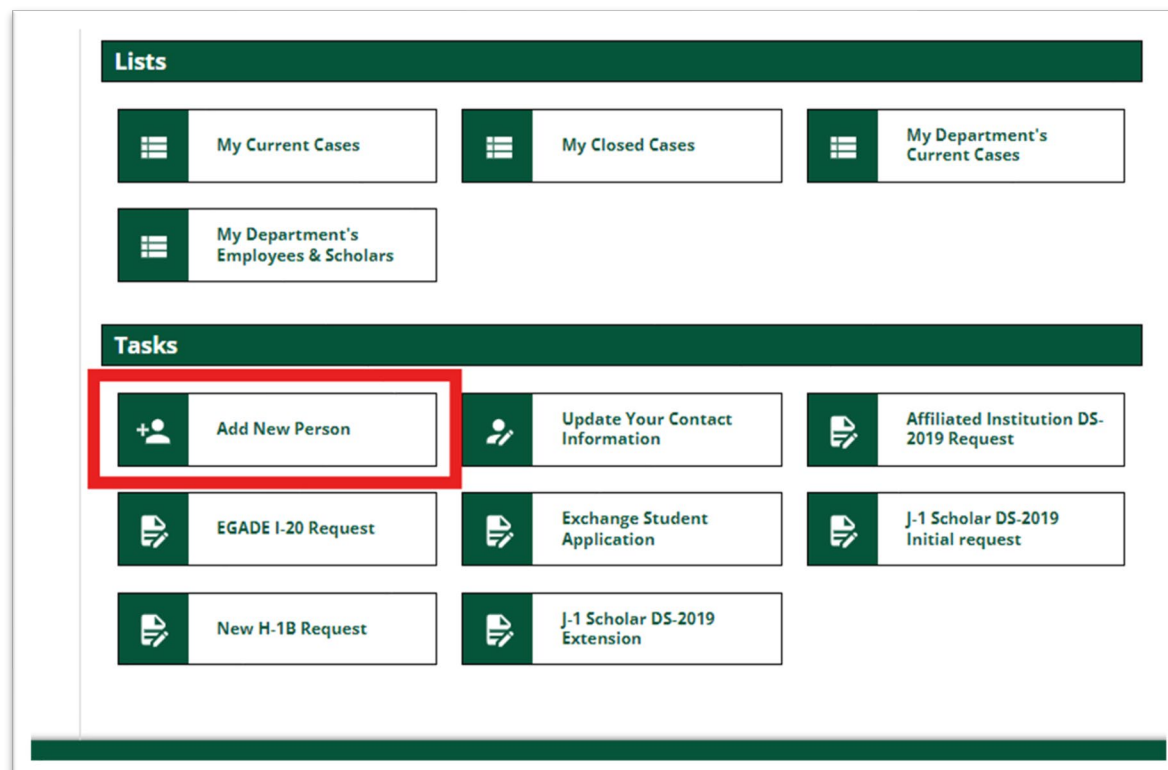 Lists
My Current Cases
My Closed Cases
My Department's
Current Cases
My Department's
Employees & Scholars
Tasks
Add New Person
Update Your Contact
Information
Affiliated Institution DS-
2019 Request
EGADE I-20 Request
Exchange Student
Application
J-1 Scholar DS-2019
Initial request
New H-1B Request
J-1 Scholar DS-2019
Extension